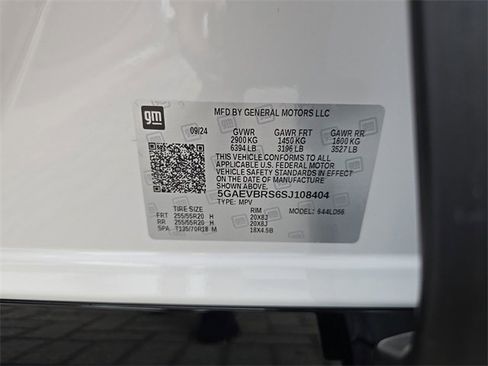 gm
MFD BY GENERAL MOTORS LLC
09/24 GVWR GAWR FRT GAWR RR
2900 KG 1450 KG 1600 KG
6394 LB 3196 LB 3527 LB
THIS VEHICLE CONFORMS TO ALL
APPLICABLE U.S. FEDERAL MOTOR
VEHICLE SAFETY STANDARDS IN EFFECT
ON THE DATE OF MANUFACTURE SHOWN ABOVE.
5GAEVBRS6SJ108404
TYPE: MPV
TIRE SIZE RIM MODEL: 644LO56
FRT 255/55R20 H 20X8J
RR 255/55R20 H 20X8J
SPA. T135/70R18 M 18X4.5B